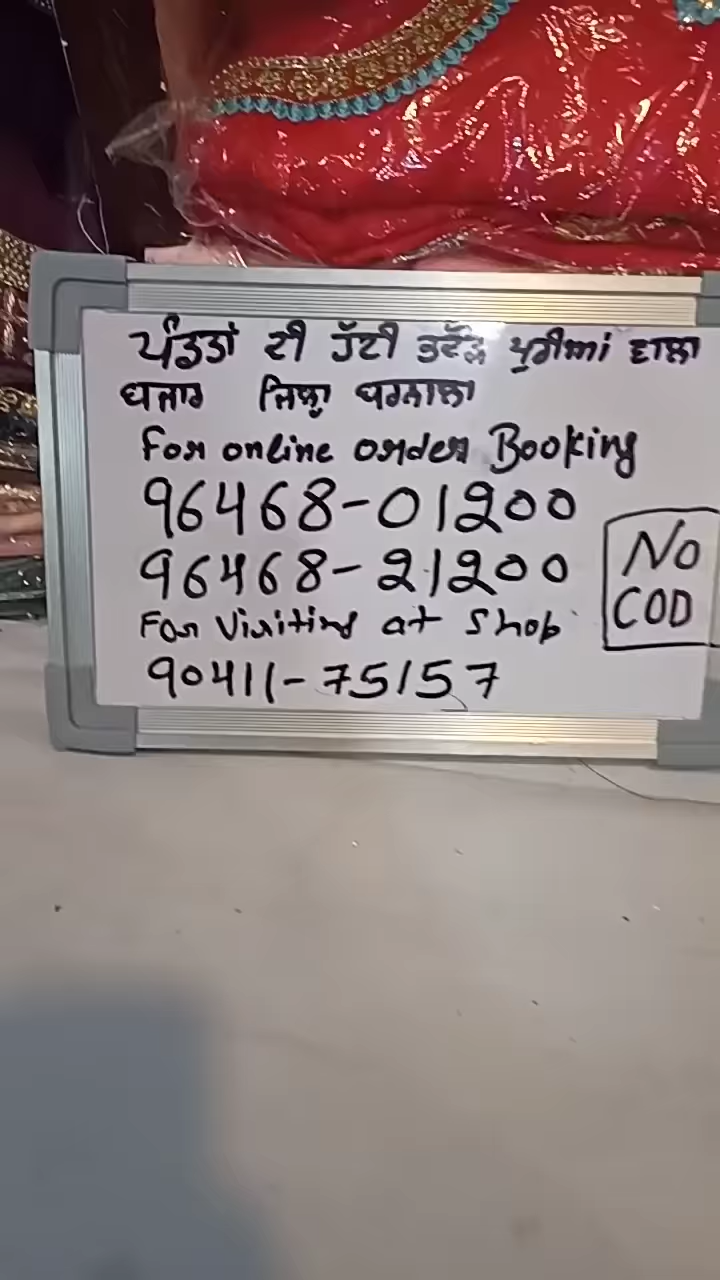 ਪੰਡਤਾਂ ਦੀ ਹੱਟੀ ਭਦੌੜ ਪੁਰੀਆਂ ਵਾਲਾ
ਬਜਾਰ ਜਿਲ੍ਹਾ ਬਰਨਾਲਾ
For online order Booking
96468-01200
96468-21200
NO
COD
For Visiting at Shop
90411-75157